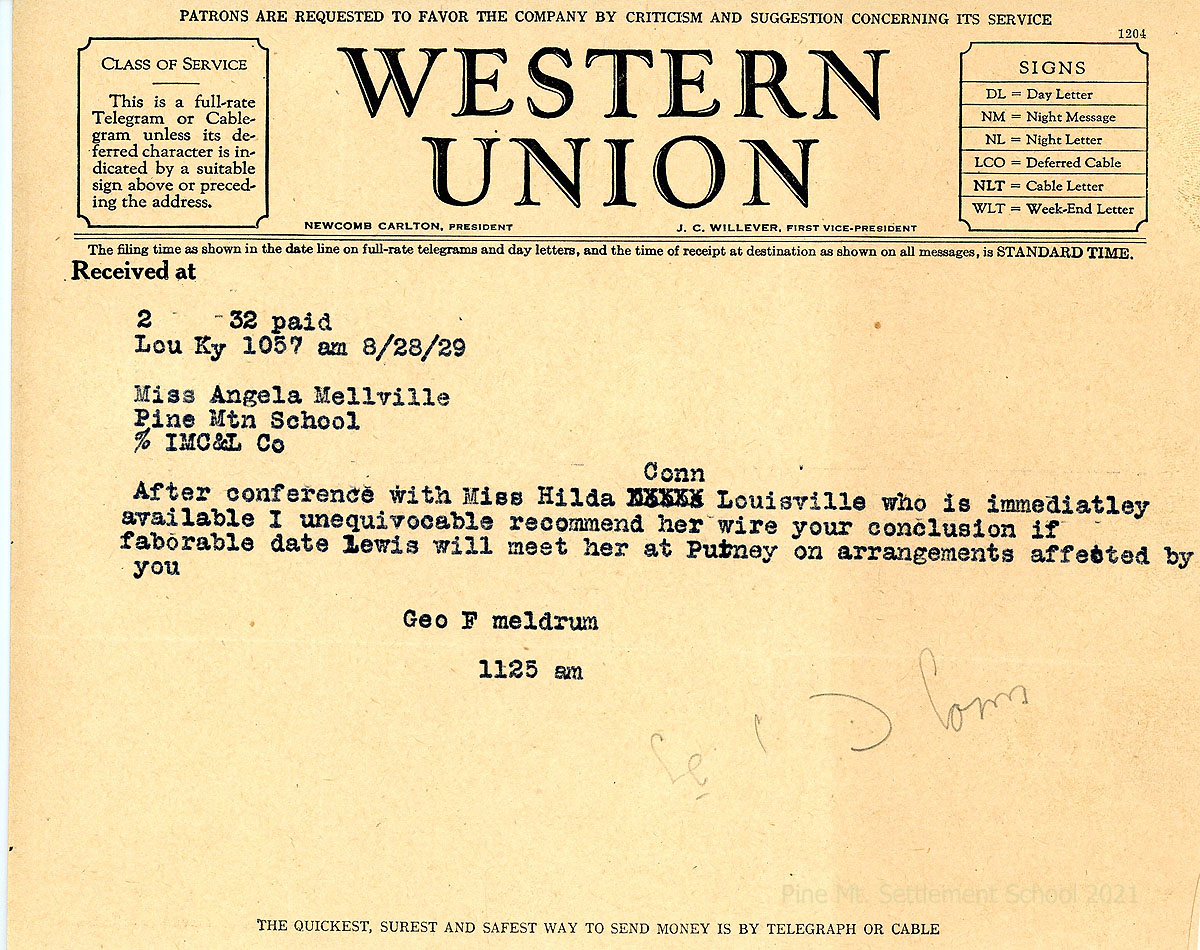 PATRONS ARE REQUESTED TO FAVOR THE COMPANY BY CRITICISM AND SUGGESTION CONCERNING ITS SERVICE
1204
CLASS OF SERVICE
This is a full-rate
Telegram or Cable-
gram unless its de-
ferred character is in-
dicated by a suitable
sign above or preced-
ing the address.
WESTERN
UNION
NEWCOMB CARLTON, PRESIDENT
J. C. WILLEVER, FIRST VICE-PRESIDENT
SIGNS
DL = Day Letter
NM = Night Message
NL = Night Letter
LCO = Deferred Cable
NLT = Cable Letter
WLT = Week-End Letter
The filing time as shown in the date line on full-rate telegrams and day letters, and the time of receipt at destination as shown on all messages, is STANDARD TIME.
Received at
2 32 paid
Lou Ky 1057 am 8/28/29
Miss Angela Mellville
Pine Mtn School
% IMC&L Co
Conn
After conference with Miss Hilda Louisville who is immediatley
available I unequivocable recommend her wire your conclusion if
faborable date Lewis will meet her at Putney on arrangements affected by
you
Geo F meldrum
1125 am
Conn
Pine Mt. Settlement School 2021
THE QUICKEST, SUREST AND SAFEST WAY TO SEND MONEY IS BY TELEGRAPH OR CABLE